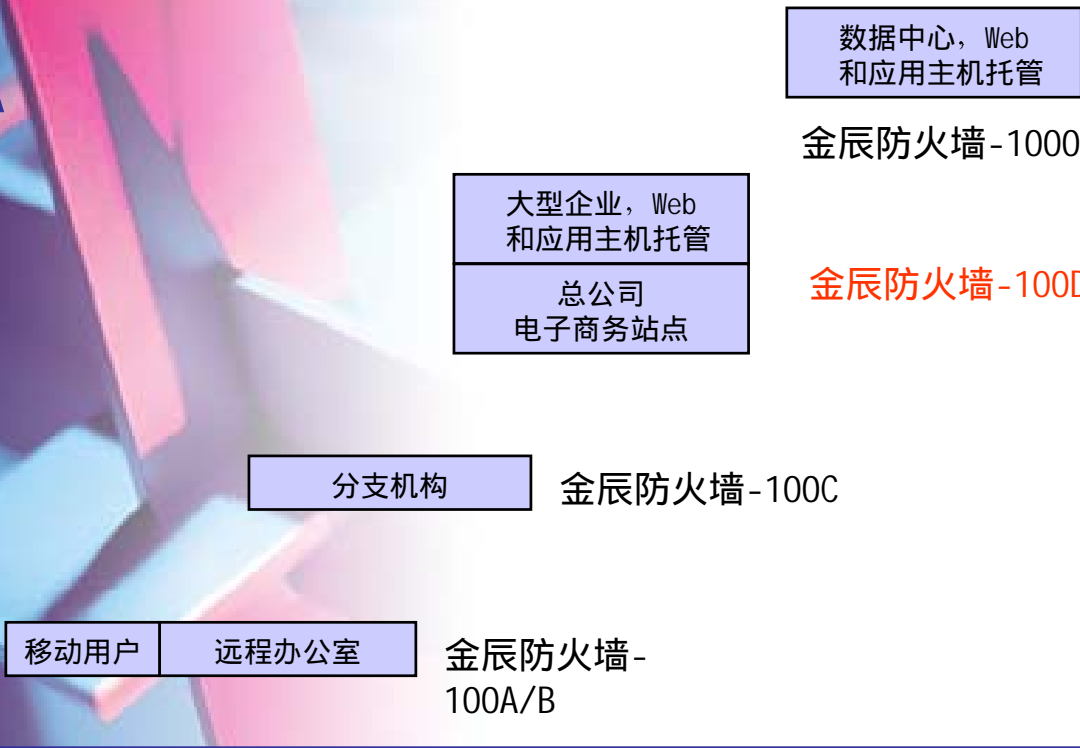 数据中心，Web
和应用主机托管
金辰防火墙-1000
大型企业，Web
和应用主机托管
总公司
电子商务站点
金辰防火墙-100D
分支机构
金辰防火墙-100C
移动用户
远程办公室
金辰防火墙-
100A/B